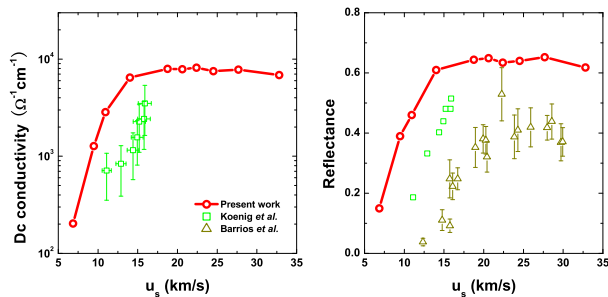 Dc conductivity (Ω⁻¹cm⁻¹)
10⁴
10³
10²
5 10 15 20 25 30 35
uₛ (km/s)
Present work
Koenig et al.
Barrios et al.
Reflectance
0.8
0.6
0.4
0.2
0.0
5 10 15 20 25 30 35
uₛ (km/s)